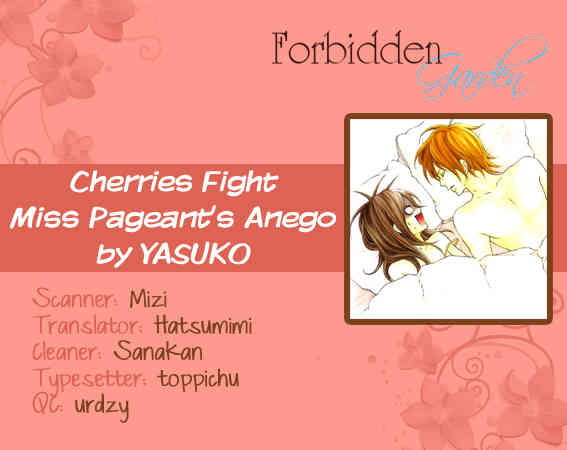 Forbidden
Garden
Cherries Fight
Miss Pageant's Anego
by YASUKO
Scanner: Mizi
Translator: Hatsumimi
Cleaner: Sanakan
Typesetter: toppichu
QC: urdzy